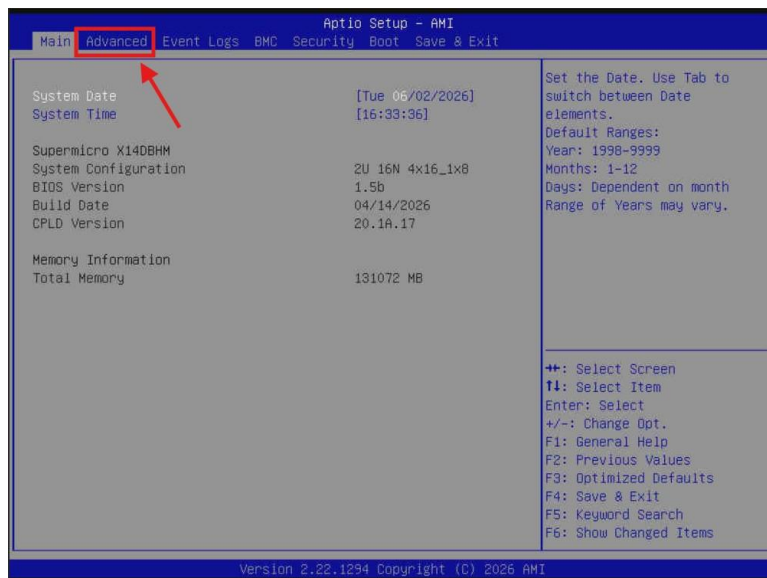 Aptio Setup – AMI
Main Advanced Event Logs BMC Security Boot Save & Exit
System Date [Tue 06/02/2026]
System Time [16:33:36]
Supermicro X14DBHM
System Configuration 2U 16N 4x16_1x8
BIOS Version 1.5b
Build Date 04/14/2026
CPLD Version 20.1A.17
Memory Information
Total Memory 131072 MB
Set the Date. Use Tab to
switch between Date
elements.
Default Ranges:
Year: 1998-9999
Months: 1-12
Days: Dependent on month
Range of Years may vary.
→←: Select Screen
↑↓: Select Item
Enter: Select
+/-: Change Opt.
F1: General Help
F2: Previous Values
F3: Optimized Defaults
F4: Save & Exit
F5: Keyword Search
F6: Show Changed Items
Version 2.22.1294 Copyright (C) 2026 AMI